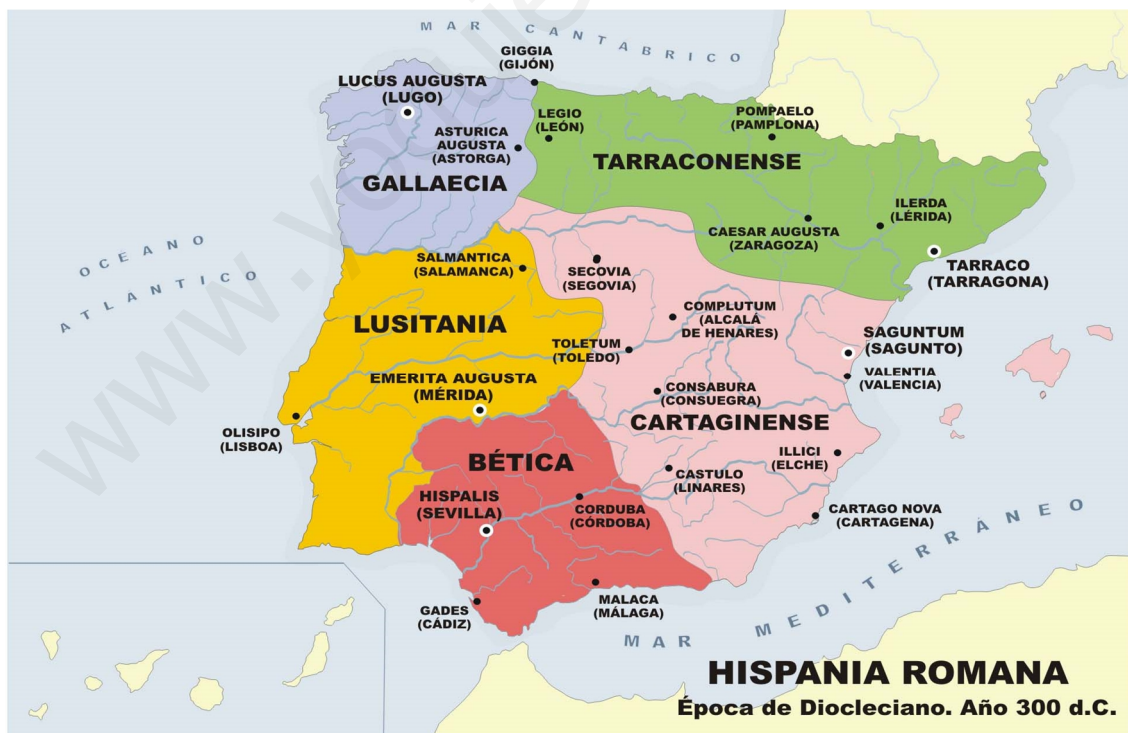 MAR CANTABRICO
GIGGIA
(GIJÓN)
LUCUS AUGUSTA
(LUGO)
LEGIO
(LEÓN)
POMPAELO
(PAMPLONA)
ASTURICA
AUGUSTA
(ASTORGA)
TARRACONENSE
GALLAECIA
ILERDA
(LÉRIDA)
CAESAR AUGUSTA
(ZARAGOZA)
OCÉANO
ATLÁNTICO
SALMANTICA
(SALAMANCA)
SECOVIA
(SEGOVIA)
TARRACO
(TARRAGONA)
LUSITANIA
COMPLUTUM
(ALCALÁ
DE HENARES)
SAGUNTUM
(SAGUNTO)
TOLETUM
(TOLEDO)
VALENTIA
(VALENCIA)
EMERITA AUGUSTA
(MÉRIDA)
CONSABURA
(CONSUEGRA)
CARTAGINENSE
OLISIPO
(LISBOA)
BÉTICA
ILLICI
(ELCHE)
CASTULO
(LINARES)
HISPALIS
(SEVILLA)
CORDUBA
(CÓRDOBA)
CARTAGO NOVA
(CARTAGENA)
GADES
(CÁDIZ)
MALACA
(MÁLAGA)
MAR MEDITERRÁNEO
HISPANIA ROMANA
Época de Diocleciano. Año 300 d.C.